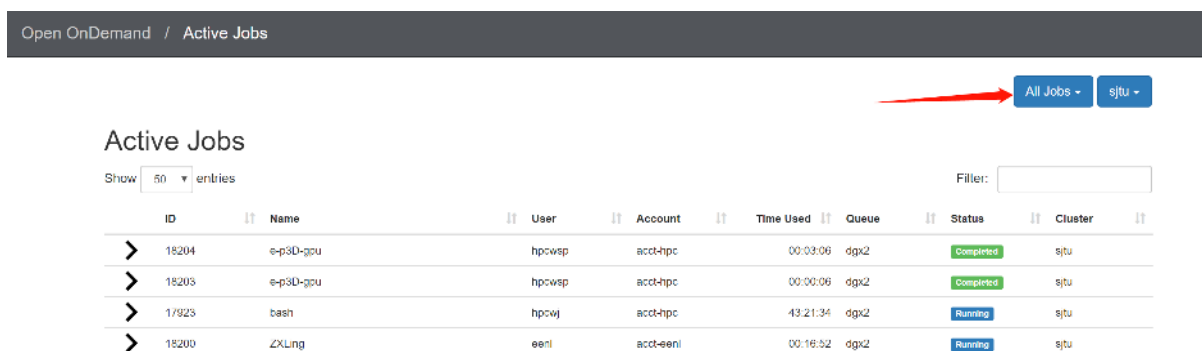 Open OnDemand / Active Jobs
All Jobs sjtu
Active Jobs
Show 50 entries Filter:
ID Name User Account Time Used Queue Status Cluster
18204 e-p3D-gpu hpcwsp acct-hpc 00:03:06 dgx2 Completed sjtu
18203 e-p3D-gpu hpcwsp acct-hpc 00:00:06 dgx2 Completed sjtu
17923 bash hpcwj acct-hpc 43:21:34 dgx2 Running sjtu
18200 ZXLing 00:16:52 dgx2 Running sjtu